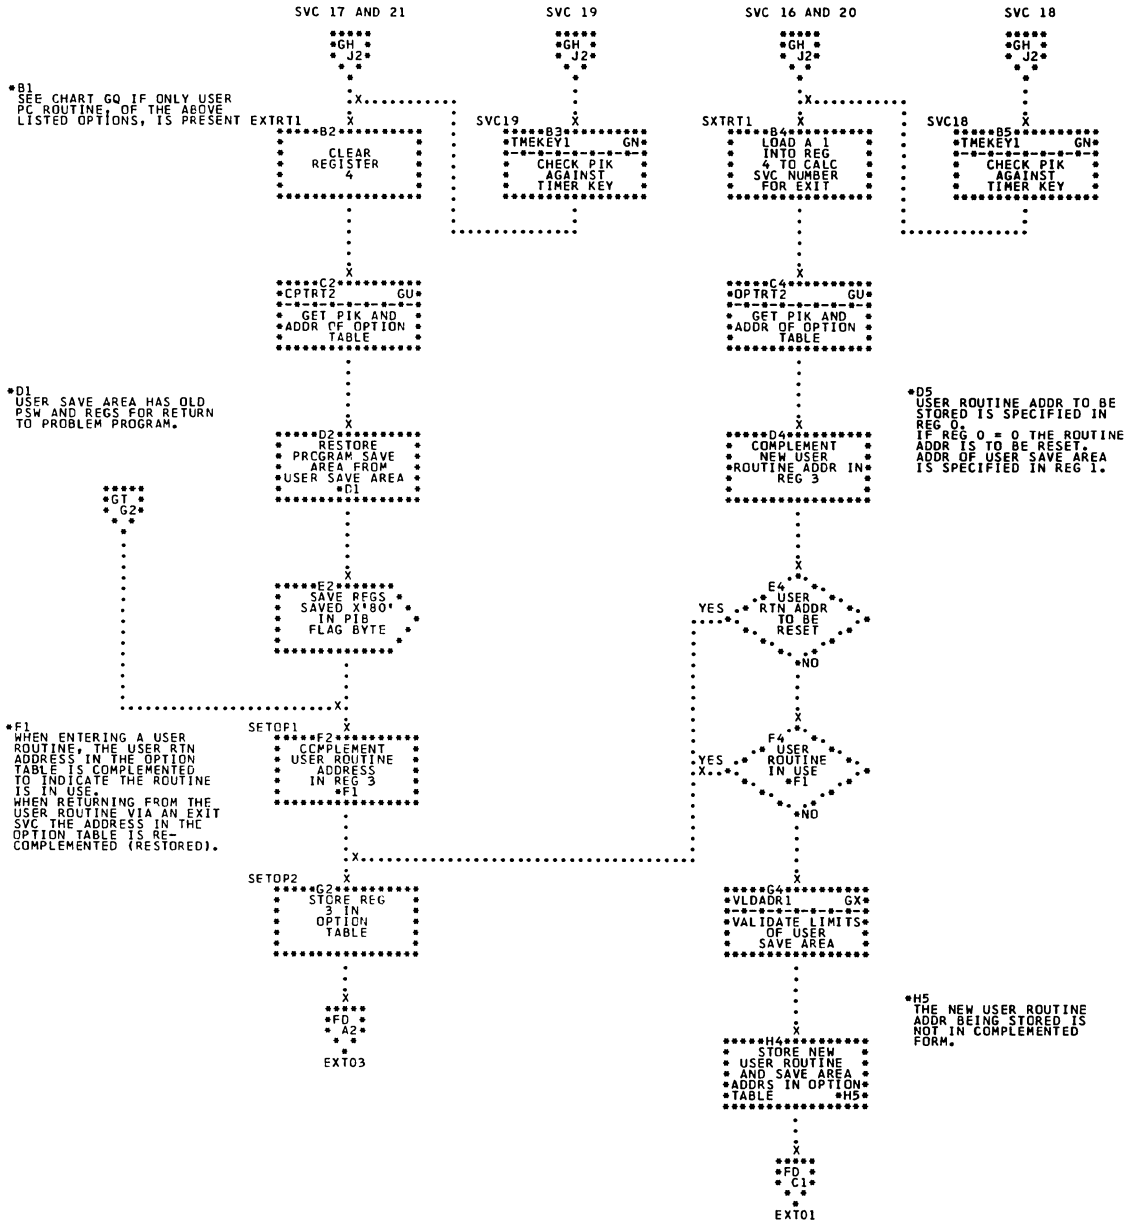 SVC 17 AND 21
SVC 19
SVC 16 AND 20
SVC 18
GH
J2
GH
J2
GH
J2
GH
J2
*B1
SEE CHART GQ IF ONLY USER
PC ROUTINE, OF THE ABOVE
LISTED OPTIONS, IS PRESENT
EXTRT1
B2
CLEAR
REGISTER
4
SVC19
B3
TMEKEY1 GN
CHECK PIK
AGAINST
TIMER KEY
SXTRT1
B4
LOAD A 1
INTO REG
4 TO CALC
SVC NUMBER
FOR EXIT
SVC18
B5
TMEKEY1 GN
CHECK PIK
AGAINST
TIMER KEY
C2
CPTRT2 GU
GET PIK AND
ADDR OF OPTION
TABLE
C4
OPTRT2 GU
GET PIK AND
ADDR OF OPTION
TABLE
*D1
USER SAVE AREA HAS OLD
PSW AND REGS FOR RETURN
TO PROBLEM PROGRAM.
D2
RESTORE
PROGRAM SAVE
AREA FROM
USER SAVE AREA
*D1
D4
COMPLEMENT
NEW USER
ROUTINE ADDR IN
REG 3
*D5
USER ROUTINE ADDR TO BE
STORED IS SPECIFIED IN
REG 0.
IF REG 0 = 0 THE ROUTINE
ADDR IS TO BE RESET.
ADDR OF USER SAVE AREA
IS SPECIFIED IN REG 1.
GT
G2
E2
SAVE REGS
SAVED X'80'
IN PIB
FLAG BYTE
E4
USER
RTN ADDR
TO BE
RESET
YES
NO
*F1
WHEN ENTERING A USER
ROUTINE, THE USER RTN
ADDRESS IN THE OPTION
TABLE IS COMPLEMENTED
TO INDICATE THE ROUTINE
IS IN USE.
WHEN RETURNING FROM THE
USER ROUTINE VIA AN EXIT
SVC THE ADDRESS IN THE
OPTION TABLE IS RE-
COMPLEMENTED (RESTORED).
SETOP1
F2
COMPLEMENT
USER ROUTINE
ADDRESS
IN REG 3
*F1
F4
USER
ROUTINE
IN USE
*F1
YES
NO
SETOP2
G2
STORE REG
3 IN
OPTION
TABLE
G4
VLDADR1 GX
VALIDATE LIMITS
OF USER
SAVE AREA
FD
A2
EXT03
*H5
THE NEW USER ROUTINE
ADDR BEING STORED IS
NOT IN COMPLEMENTED
FORM.
H4
STORE NEW
USER ROUTINE
AND SAVE AREA
ADDRS IN OPTION
TABLE *H5
FD
C1
EXT01